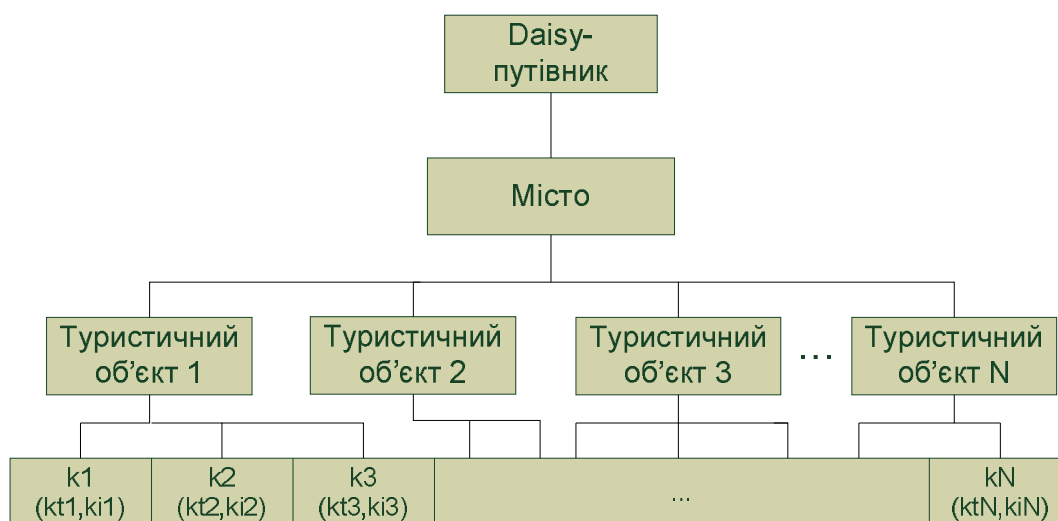 Daisy-
путівник
Місто
Туристичний
об’єкт 1
Туристичний
об’єкт 2
Туристичний
об’єкт 3
...
Туристичний
об’єкт N
k1
(kt1,ki1)
k2
(kt2,ki2)
k3
(kt3,ki3)
...
kN
(ktN,kiN)